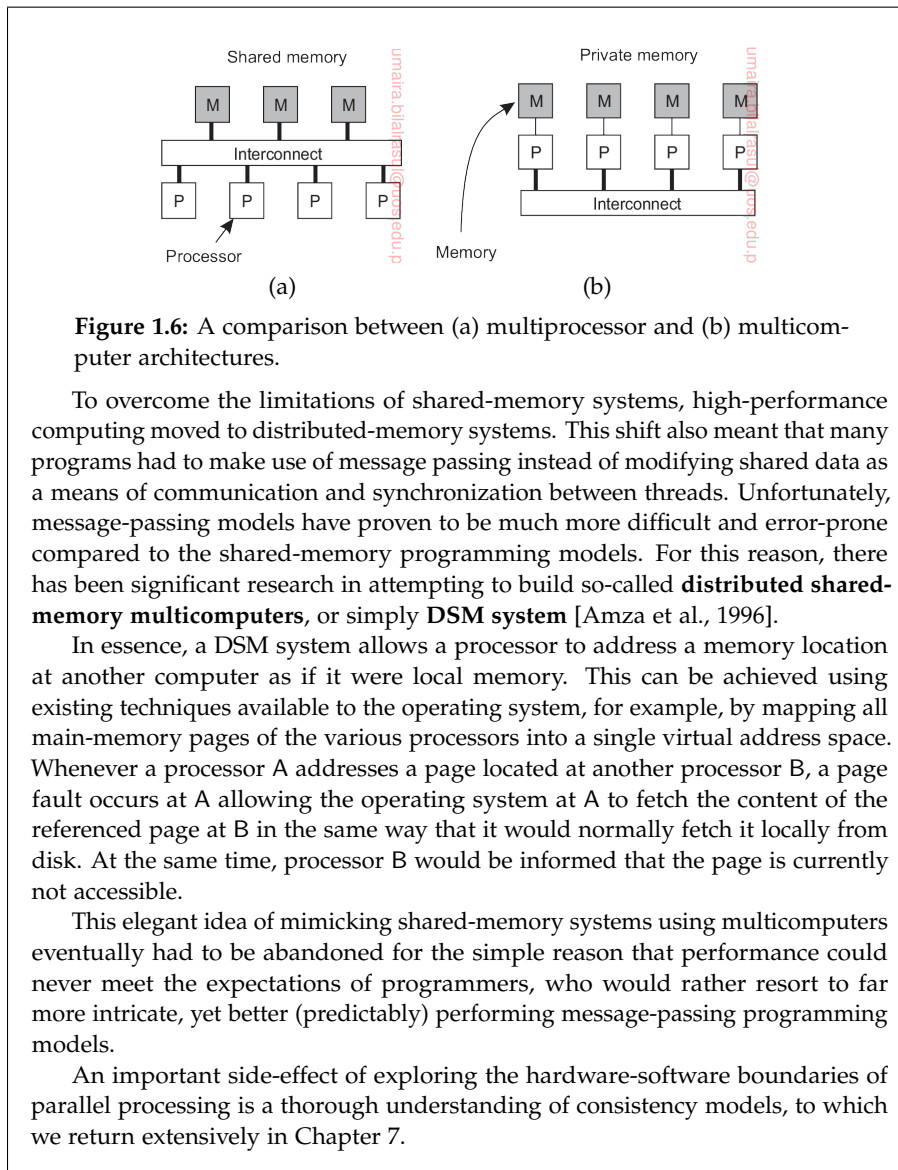 Shared memory
Private memory
M M M
M M M M
Interconnect
P P P P
P P P P
Interconnect
Processor
Memory
umaira.bilalrasul@uos.edu.p
umaira.bilalrasul@uos.edu.p
(a)
(b)
Figure 1.6: A comparison between (a) multiprocessor and (b) multicom-
puter architectures.
To overcome the limitations of shared-memory systems, high-performance
computing moved to distributed-memory systems. This shift also meant that many
programs had to make use of message passing instead of modifying shared data as
a means of communication and synchronization between threads. Unfortunately,
message-passing models have proven to be much more difficult and error-prone
compared to the shared-memory programming models. For this reason, there
has been significant research in attempting to build so-called distributed shared-
memory multicomputers, or simply DSM system [Amza et al., 1996].
In essence, a DSM system allows a processor to address a memory location
at another computer as if it were local memory. This can be achieved using
existing techniques available to the operating system, for example, by mapping all
main-memory pages of the various processors into a single virtual address space.
Whenever a processor A addresses a page located at another processor B, a page
fault occurs at A allowing the operating system at A to fetch the content of the
referenced page at B in the same way that it would normally fetch it locally from
disk. At the same time, processor B would be informed that the page is currently
not accessible.
This elegant idea of mimicking shared-memory systems using multicomputers
eventually had to be abandoned for the simple reason that performance could
never meet the expectations of programmers, who would rather resort to far
more intricate, yet better (predictably) performing message-passing programming
models.
An important side-effect of exploring the hardware-software boundaries of
parallel processing is a thorough understanding of consistency models, to which
we return extensively in Chapter 7.